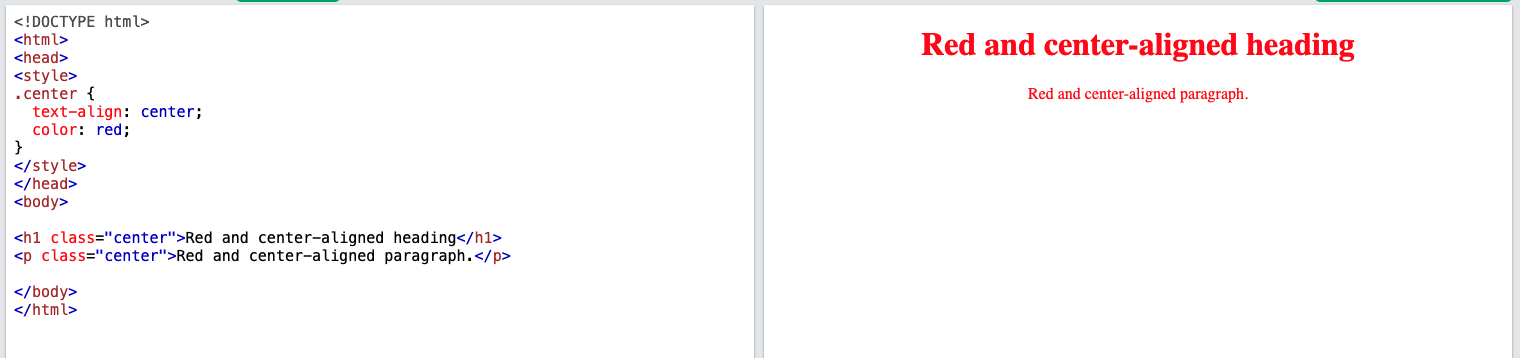 <!DOCTYPE html>
<html>
<head>
<style>
.center {
  text-align: center;
  color: red;
}
</style>
</head>
<body>

<h1 class="center">Red and center-aligned heading</h1>
<p class="center">Red and center-aligned paragraph.</p>

</body>
</html>
Red and center-aligned heading
Red and center-aligned paragraph.